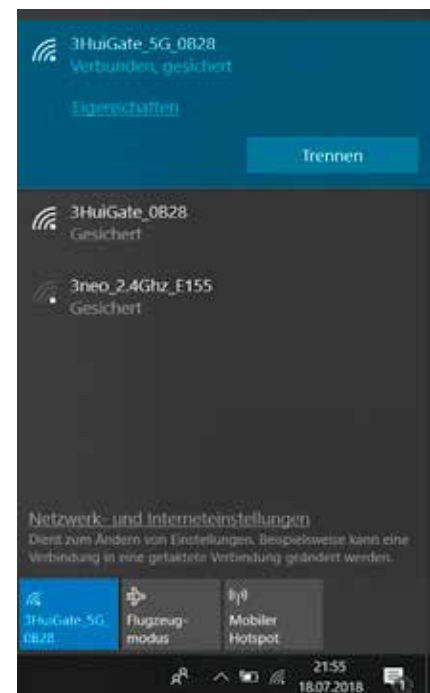 3HuiGate_5G_0B28
Verbunden, gesichert
Eigenschaften
Trennen
3HuiGate_0B28
Gesichert
3neo_2.4Ghz_E155
Gesichert
Netzwerk- und Interneteinstellungen
Dient zum Ändern von Einstellungen. Beispielsweise kann eine
Verbindung in eine getaktete Verbindung geändert werden.
3HuiGate_5G_
0B28
Flugzeug-
modus
Mobiler
Hotspot
21:55
18.07.2018